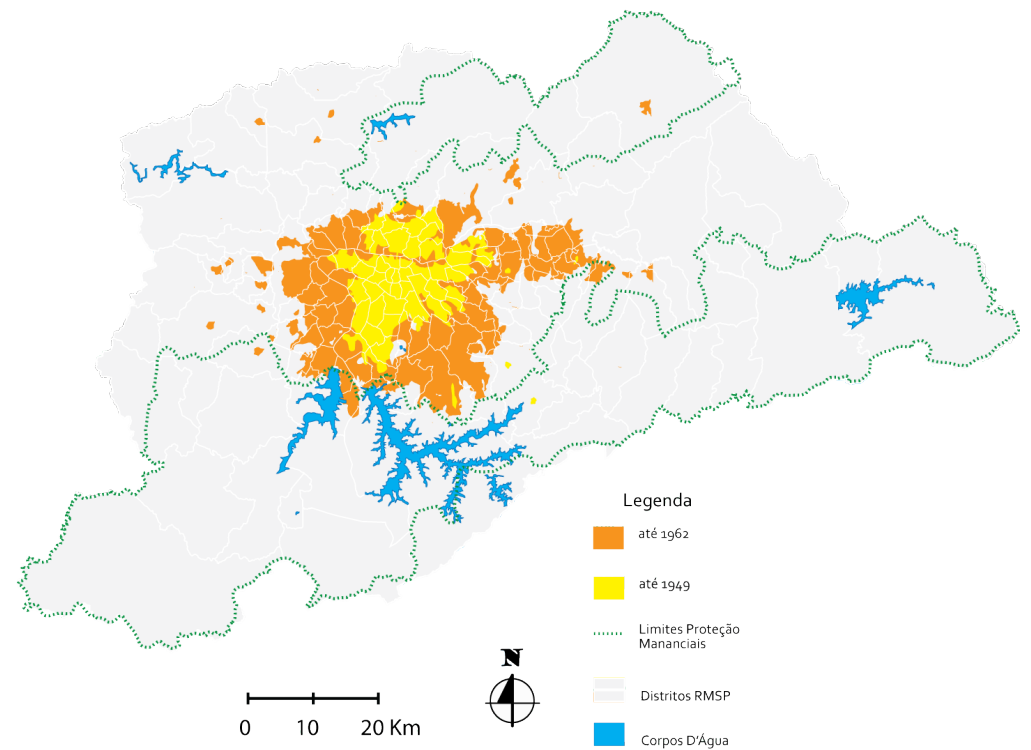 Legenda
até 1962
até 1949
Limites Proteção
Mananciais
N
Distritos RMSP
0 10 20 Km
Corpos D'Água